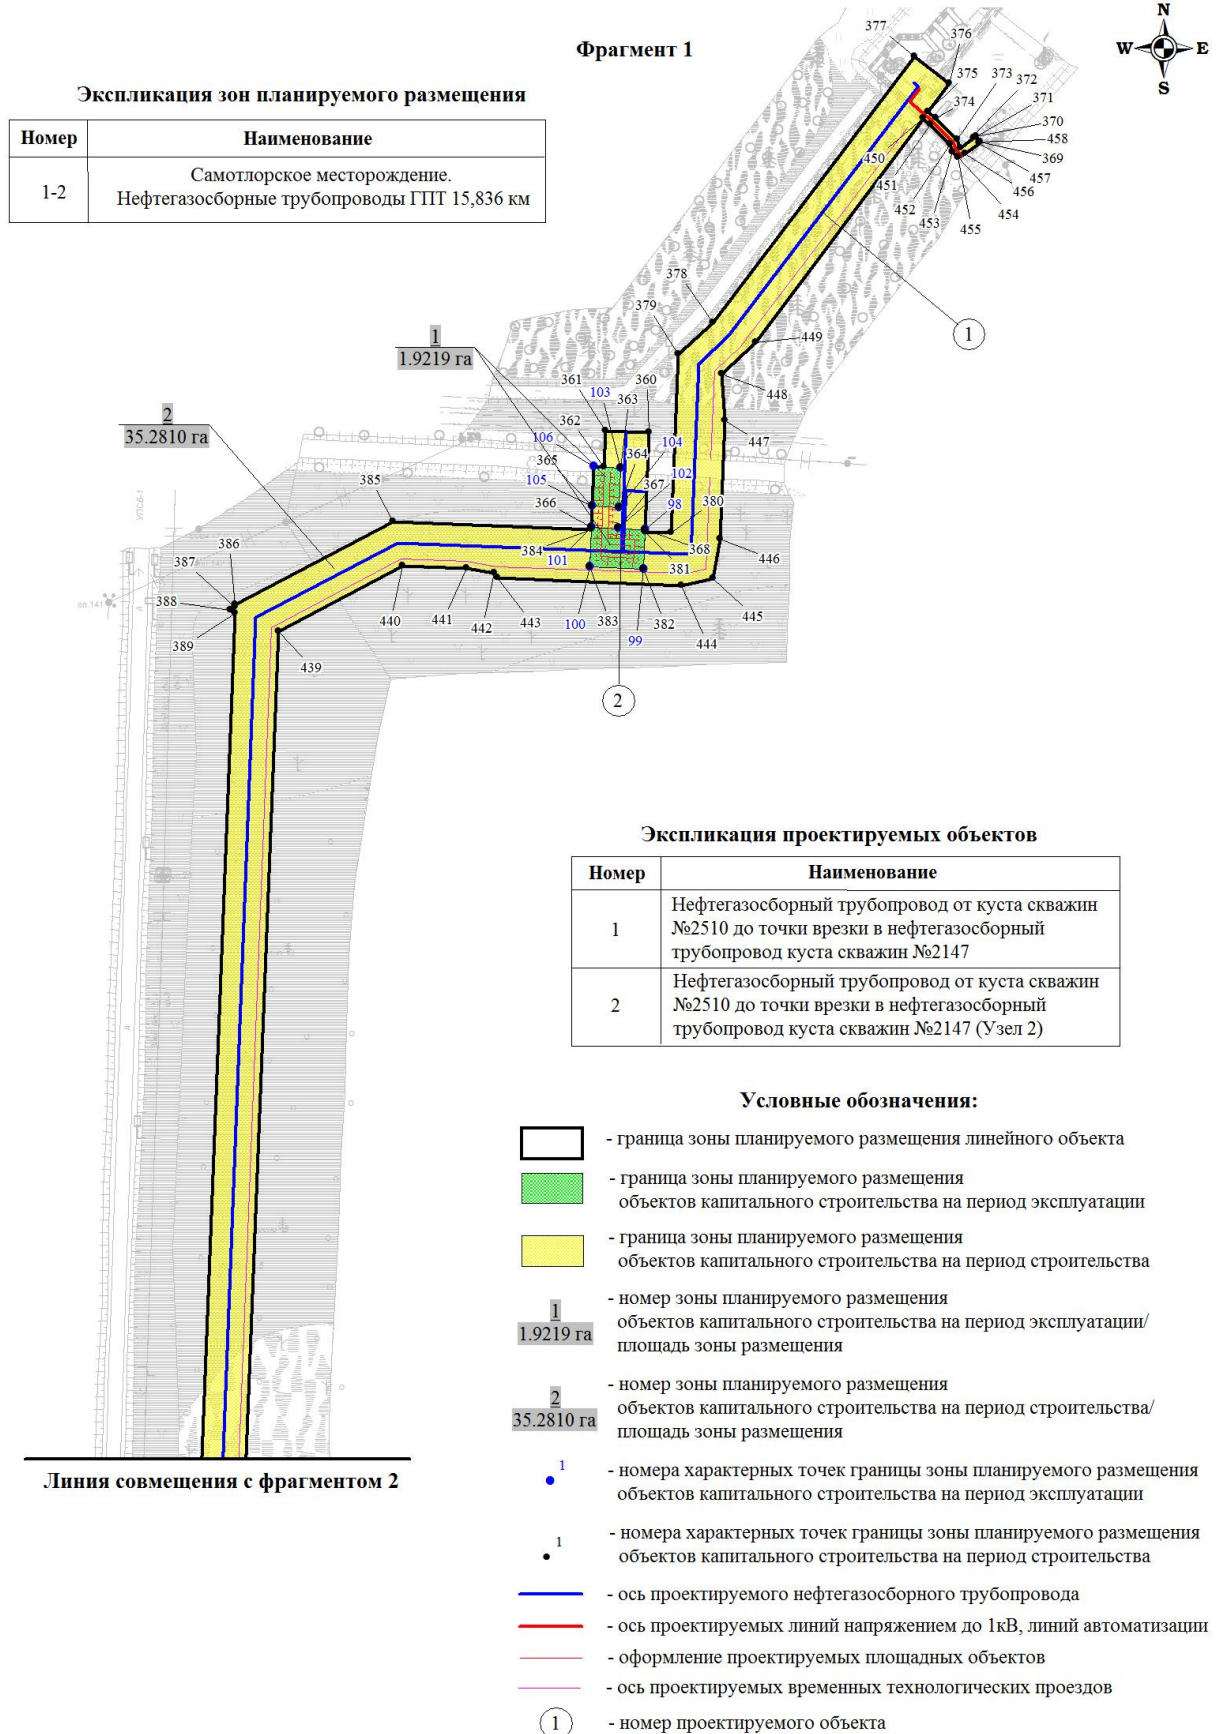 Фрагмент 1
N
W E
S
Экспликация зон планируемого размещения
Номер Наименование
1-2 Самотлорское месторождение.
Нефтегазосборные трубопроводы ГПТ 15,836 км
377
376
375
373
372
374
371
370
458
369
457
456
454
455
453
452
451
450
378
379
1
449
448
447
1
1.9219 га
361
360
103
363
362
106
104
364
365
102
105
367
366
98
380
2
35.2810 га
385
384
101
368
381
446
386
387
388
389
440
441
442
443
100
383
99
382
444
445
439
2
УПСВ-1
оп.141
Экспликация проектируемых объектов
Номер Наименование
1 Нефтегазосборный трубопровод от куста скважин
№2510 до точки врезки в нефтегазосборный
трубопровод куста скважин №2147
2 Нефтегазосборный трубопровод от куста скважин
№2510 до точки врезки в нефтегазосборный
трубопровод куста скважин №2147 (Узел 2)
Условные обозначения:
- граница зоны планируемого размещения линейного объекта
- граница зоны планируемого размещения
объектов капитального строительства на период эксплуатации
- граница зоны планируемого размещения
объектов капитального строительства на период строительства
1
1.9219 га
- номер зоны планируемого размещения
объектов капитального строительства на период эксплуатации/
площадь зоны размещения
2
35.2810 га
- номер зоны планируемого размещения
объектов капитального строительства на период строительства/
площадь зоны размещения
1 - номера характерных точек границы зоны планируемого размещения
объектов капитального строительства на период эксплуатации
1 - номера характерных точек границы зоны планируемого размещения
объектов капитального строительства на период строительства
- ось проектируемого нефтегазосборного трубопровода
- ось проектируемых линий напряжением до 1кВ, линий автоматизации
- оформление проектируемых площадных объектов
- ось проектируемых временных технологических проездов
1 - номер проектируемого объекта
Линия совмещения с фрагментом 2